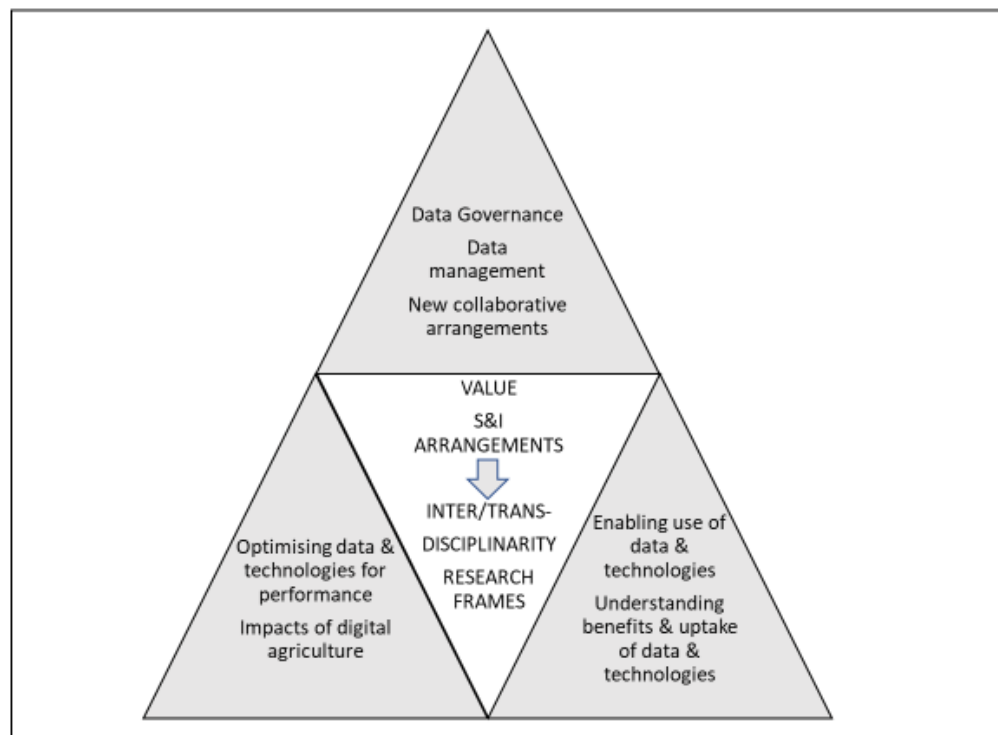 Data Governance
Data
management
New collaborative
arrangements
VALUE
S&I
ARRANGEMENTS
INTER/TRANS-
DISCIPLINARITY
RESEARCH
FRAMES
Optimising data &
technologies for
performance
Impacts of digital
agriculture
Enabling use of
data &
technologies
Understanding
benefits & uptake
of data &
technologies